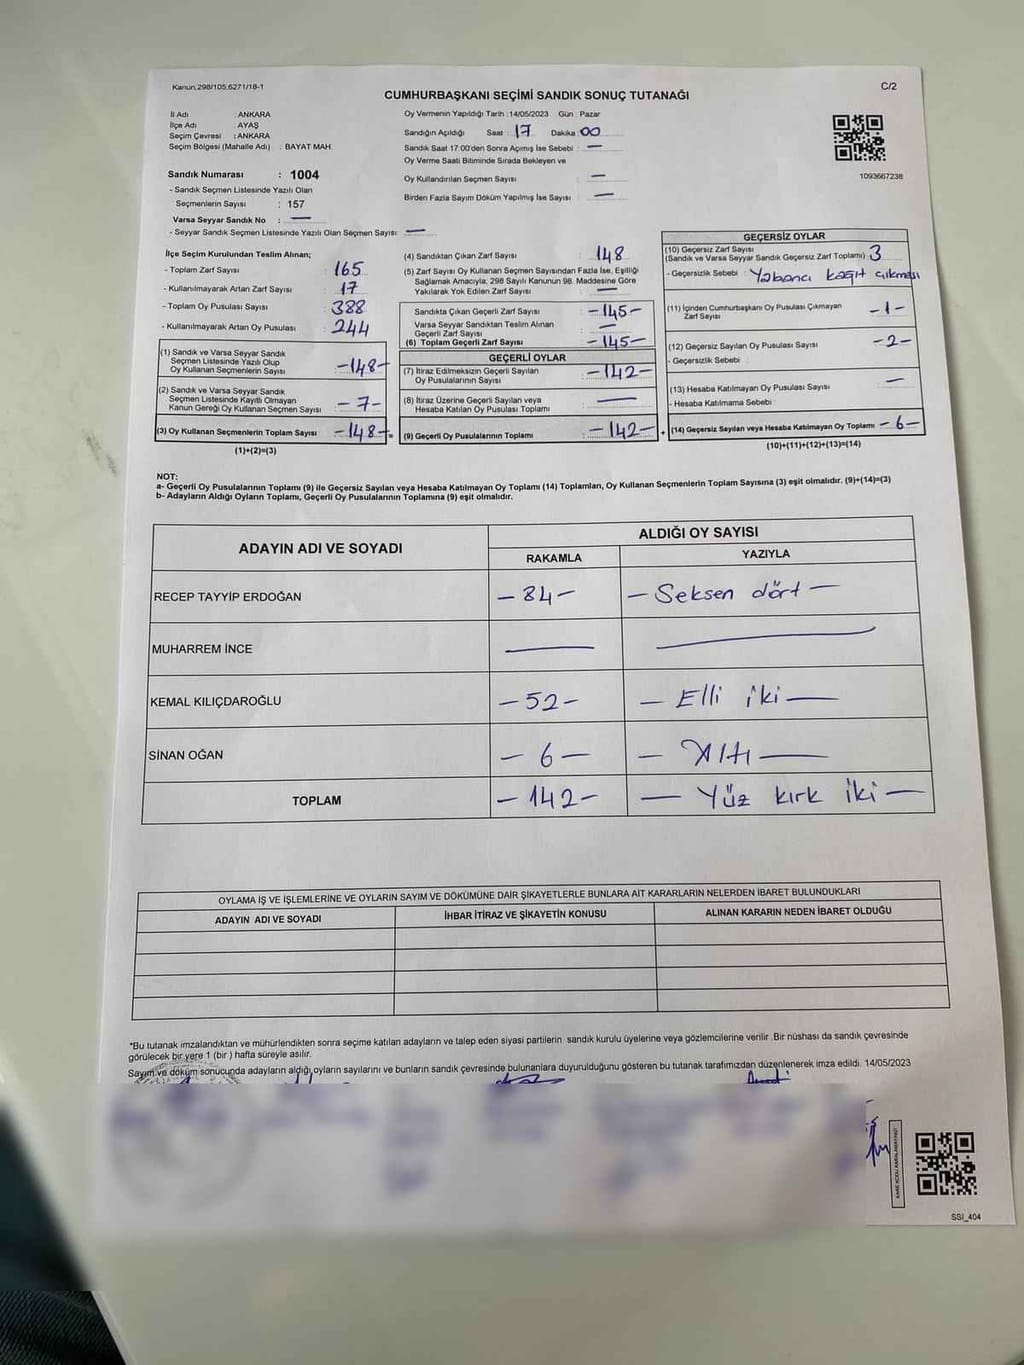 Kanun;298/105,6271/18-1
C/2
CUMHURBAŞKANI SEÇİMİ SANDIK SONUÇ TUTANAĞI
İl Adı : ANKARA
İlçe Adı : AYAŞ
Seçim Çevresi : ANKARA
Seçim Bölgesi (Mahalle Adı) : BAYAT MAH.
Sandık Numarası : 1004
- Sandık Seçmen Listesinde Yazılı Olan
Seçmenlerin Sayısı : 157
Varsa Seyyar Sandık No : —
- Seyyar Sandık Seçmen Listesinde Yazılı Olan Seçmen Sayısı: —
Oy Vermenin Yapıldığı Tarih :14/05/2023 Gün : Pazar
Sandığın Açıldığı Saat : 17 Dakika : 00
Sandık Saat 17:00'den Sonra Açımış İse Sebebi : —
Oy Verme Saati Bitiminde Sırada Bekleyen ve
Oy Kullandırılan Seçmen Sayısı : —
Birden Fazla Sayım Döküm Yapılmış İse Sayısı : —
1093667238
İlçe Seçim Kurulundan Teslim Alınan;
- Toplam Zarf Sayısı : 165
- Kullanılmayarak Artan Zarf Sayısı : 17
- Toplam Oy Pusulası Sayısı : 388
- Kullanılmayarak Artan Oy Pusulası : 244
(1) Sandık ve Varsa Seyyar Sandık
Seçmen Listesinde Yazılı Olup
Oy Kullanan Seçmenlerin Sayısı -148-
(2) Sandık ve Varsa Seyyar Sandık
Seçmen Listesinde Kayıtlı Olmayan
Kanun Gereği Oy Kullanan Seçmen Sayısı - 7 -
(3) Oy Kullanan Seçmenlerin Toplam Sayısı -148-
(1)+(2)=(3)
(4) Sandıktan Çıkan Zarf Sayısı : 148
(5) Zarf Sayısı Oy Kullanan Seçmen Sayısından Fazla İse, Eşitliği
Sağlamak Amacıyla; 298 Sayılı Kanunun 98. Maddesine Göre
Yakılarak Yok Edilen Zarf Sayısı : —
Sandıkta Çıkan Geçerli Zarf Sayısı -145-
Varsa Seyyar Sandıktan Teslim Alınan
Geçerli Zarf Sayısı —
(6) Toplam Geçerli Zarf Sayısı -145-
GEÇERLİ OYLAR
(7) İtiraz Edilmeksizin Geçerli Sayılan
Oy Pusulalarının Sayısı -142-
(8) İtiraz Üzerine Geçerli Sayılan veya
Hesaba Katılan Oy Pusulası Toplamı —
(9) Geçerli Oy Pusulalarının Toplamı -142-
GEÇERSİZ OYLAR
(10) Geçersiz Zarf Sayısı
(Sandık ve Varsa Seyyar Sandık Geçersiz Zarf Toplamı) : 3
- Geçersizlik Sebebi : Yabancı kağıt çıkması
(11) İçinden Cumhurbaşkanı Oy Pusulası Çıkmayan
Zarf Sayısı -1-
(12) Geçersiz Sayılan Oy Pusulası Sayısı -2-
- Geçersizlik Sebebi :
(13) Hesaba Katılmayan Oy Pusulası Sayısı —
- Hesaba Katılmama Sebebi :
(14) Geçersiz Sayılan veya Hesaba Katılmayan Oy Toplamı - 6 -
(10)+(11)+(12)+(13)=(14)
NOT:
a- Geçerli Oy Pusulalarının Toplamı (9) ile Geçersiz Sayılan veya Hesaba Katılmayan Oy Toplamı (14) Toplamları, Oy Kullanan Seçmenlerin Toplam Sayısına (3) eşit olmalıdır. (9)+(14)=(3)
b- Adayların Aldığı Oyların Toplamı, Geçerli Oy Pusulalarının Toplamına (9) eşit olmalıdır.
ADAYIN ADI VE SOYADI ALDIĞI OY SAYISI
RAKAMLA YAZIYLA
RECEP TAYYİP ERDOĞAN - 84 - - Seksen dört -
MUHARREM İNCE — —
KEMAL KILIÇDAROĞLU - 52 - - Elli iki -
SİNAN OĞAN - 6 - - Altı -
TOPLAM - 142 - - Yüz kırk iki -
OYLAMA İŞ VE İŞLEMLERİNE VE OYLARIN SAYIM VE DÖKÜMÜNE DAİR ŞİKAYETLERLE BUNLARA AİT KARARLARIN NELERDEN İBARET BULUNDUKLARI
ADAYIN ADI VE SOYADI İHBAR İTİRAZ VE ŞİKAYETİN KONUSU ALINAN KARARIN NEDEN İBARET OLDUĞU
*Bu tutanak imzalandıktan ve mühürlendikten sonra seçime katılan adayların ve talep eden siyasi partilerin sandık kurulu üyelerine veya gözlemcilerine verilir. Bir nüshası da sandık çevresinde
görülecek bir yere 1 (bir ) hafta süreyle asılır.
Sayım ve döküm sonucunda adayların aldığı oyların sayılarını ve bunların sandık çevresinde bulunanlara duyurulduğunu gösteren bu tutanak tarafımızdan düzenlenerek imza edildi. 14/05/2023
KARE KODU KARALAMAYINIZ!
SSI_404